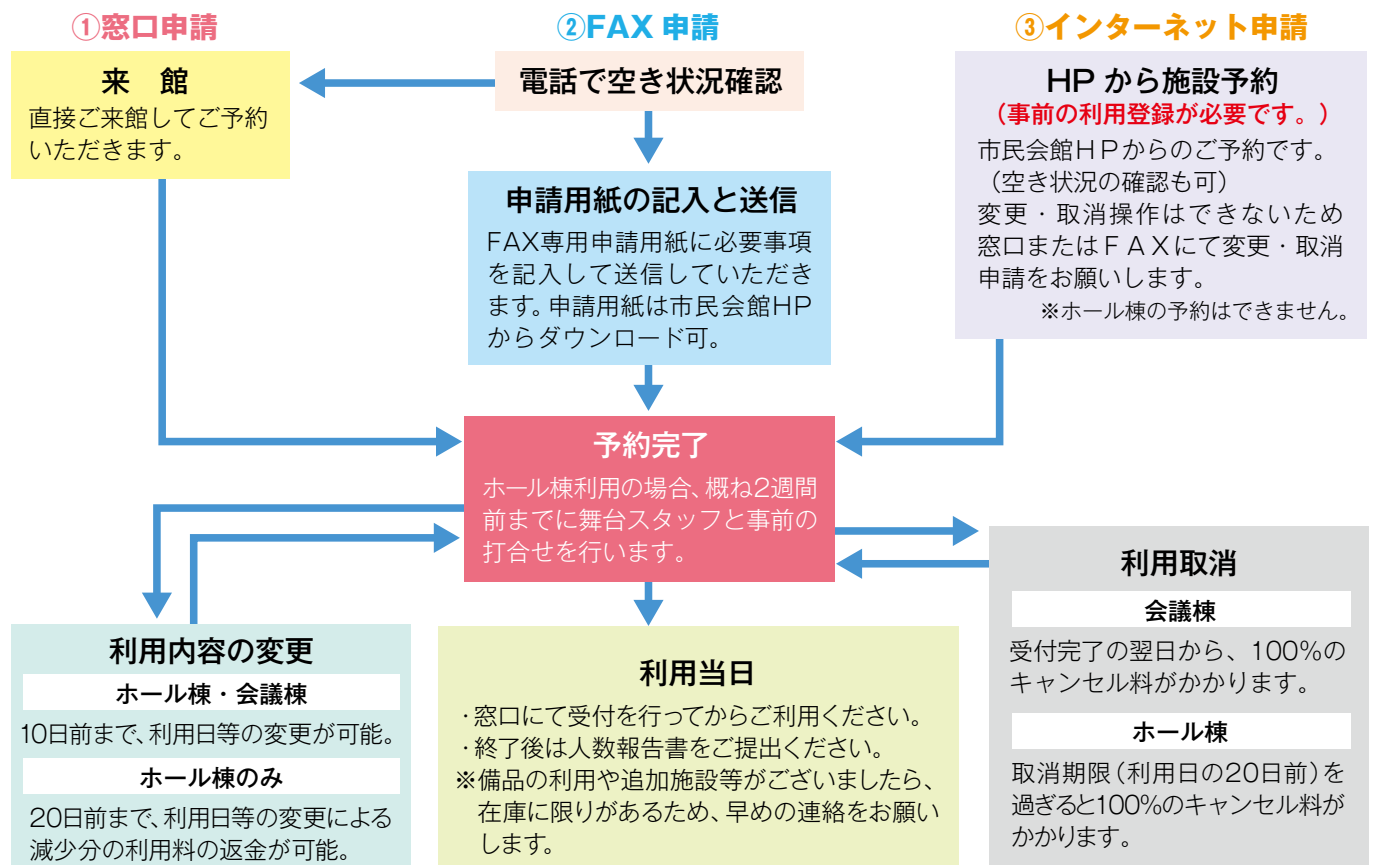 ①窓口申請
来　館
直接ご来館してご予約
いただきます。
②FAX 申請
電話で空き状況確認
申請用紙の記入と送信
FAX専用申請用紙に必要事項
を記入して送信していただき
ます。申請用紙は市民会館HP
からダウンロード可。
③インターネット申請
HP から施設予約
（事前の利用登録が必要です。）
市民会館ＨＰからのご予約です。
（空き状況の確認も可）
変更・取消操作はできないため
窓口またはＦＡＸにて変更・取消
申請をお願いします。
※ホール棟の予約はできません。
予約完了
ホール棟利用の場合、概ね2週間
前までに舞台スタッフと事前の
打合せを行います。
利用内容の変更
ホール棟・会議棟
10日前まで、利用日等の変更が可能。
ホール棟のみ
20日前まで、利用日等の変更による
減少分の利用料の返金が可能。
利用当日
・窓口にて受付を行ってからご利用ください。
・終了後は人数報告書をご提出ください。
※備品の利用や追加施設等がございましたら、
在庫に限りがあるため、早めの連絡をお願い
します。
利用取消
会議棟
受付完了の翌日から、100％の
キャンセル料がかかります。
ホール棟
取消期限（利用日の20日前）を
過ぎると100％のキャンセル料が
かかります。